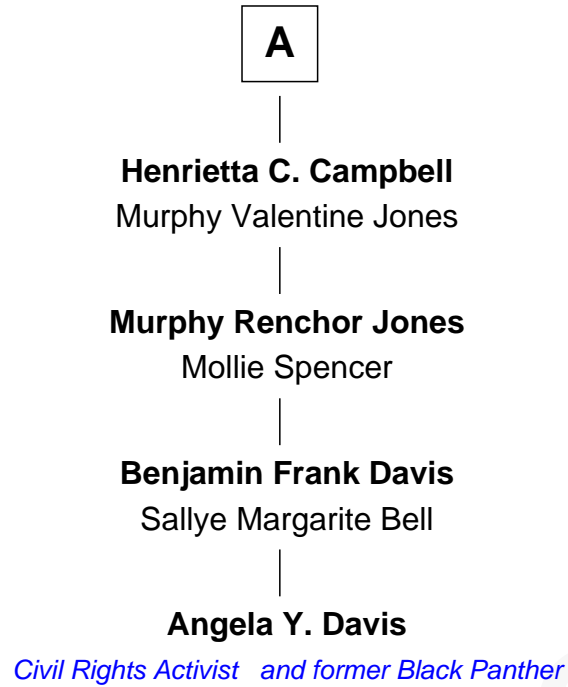 A
Henrietta C. Campbell
Murphy Valentine Jones
Murphy Renchor Jones
Mollie Spencer
Benjamin Frank Davis
Sallye Margarite Bell
Angela Y. Davis
Civil Rights Activist and former Black Panther